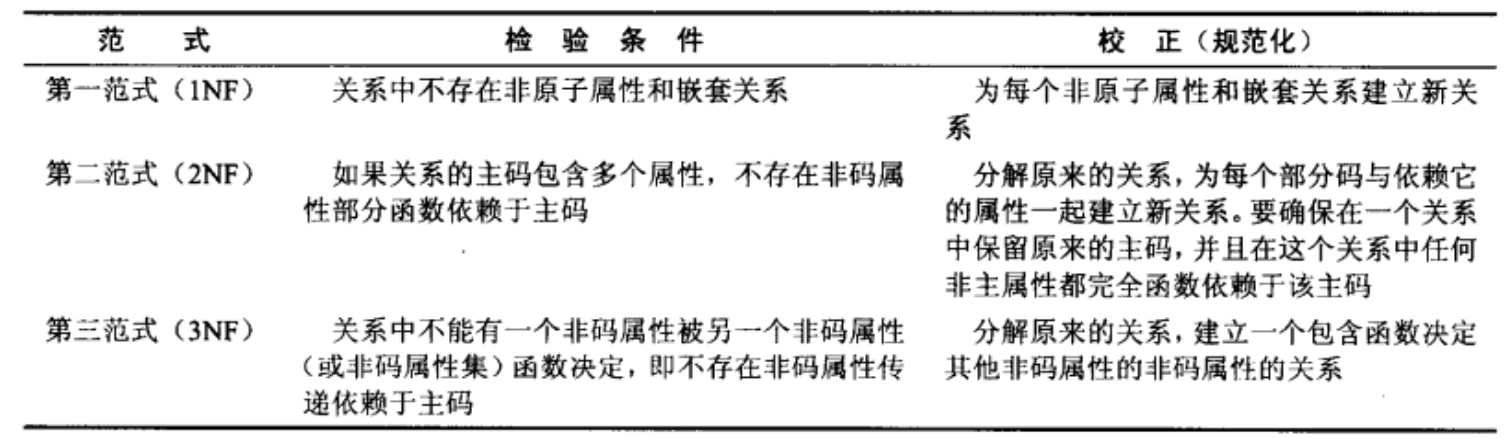 范 式 检 验 条 件 校 正（规范化）
第一范式（1NF） 关系中不存在非原子属性和嵌套关系 为每个非原子属性和嵌套关系建立新关
系
第二范式（2NF） 如果关系的主码包含多个属性，不存在非码属 分解原来的关系，为每个部分码与依赖它
性部分函数依赖于主码 的属性一起建立新关系。要确保在一个关系
中保留原来的主码，并且在这个关系中任何
非主属性都完全函数依赖于该主码
第三范式（3NF） 关系中不能有一个非码属性被另一个非码属性 分解原来的关系，建立一个包含函数决定
（或非码属性集）函数决定，即不存在非码属性传 其他非码属性的非码属性的关系
递依赖于主码